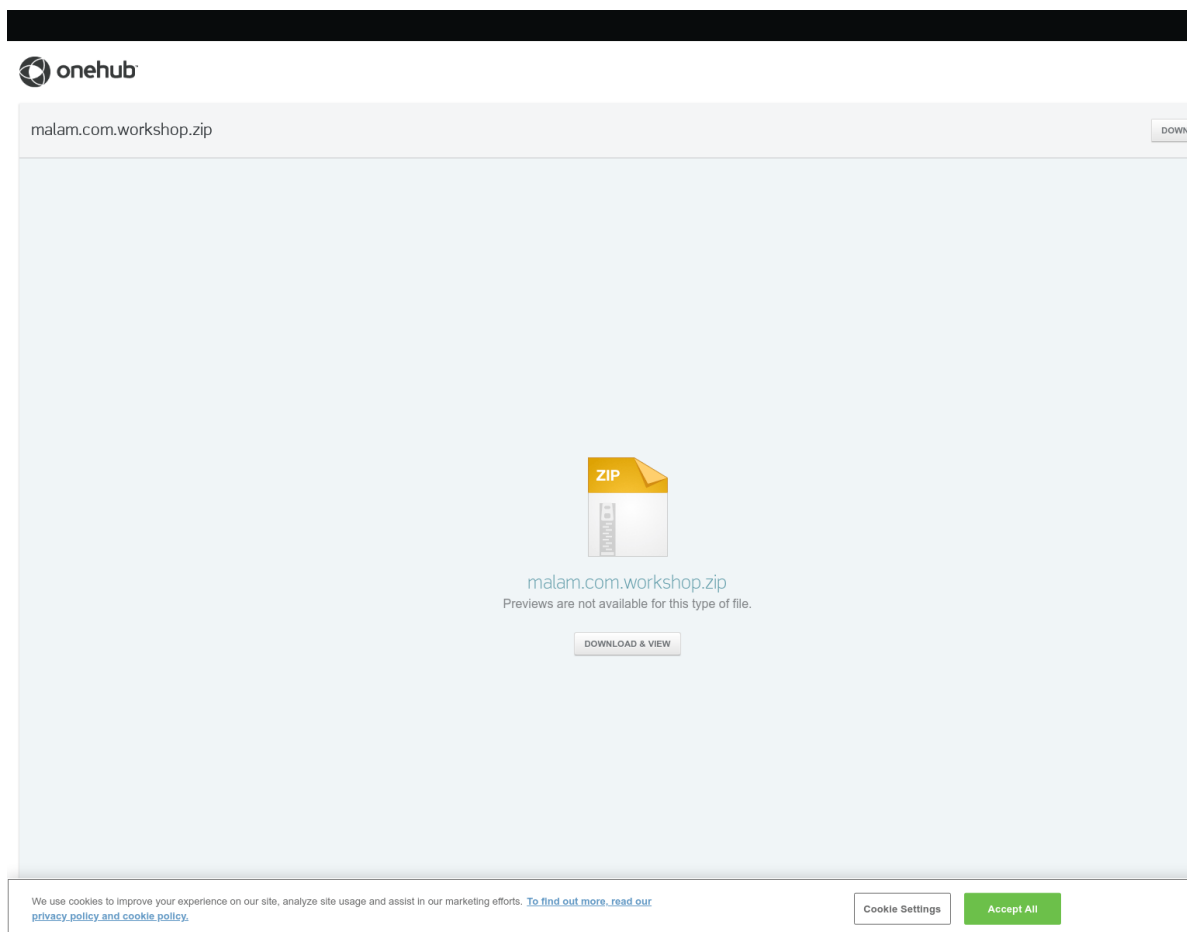 onehub
malam.com.workshop.zip
DOWN
ZIP
malam.com.workshop.zip
Previews are not available for this type of file.
DOWNLOAD & VIEW
We use cookies to improve your experience on our site, analyze site usage and assist in our marketing efforts. To find out more, read our
privacy policy and cookie policy.
Cookie Settings
Accept All